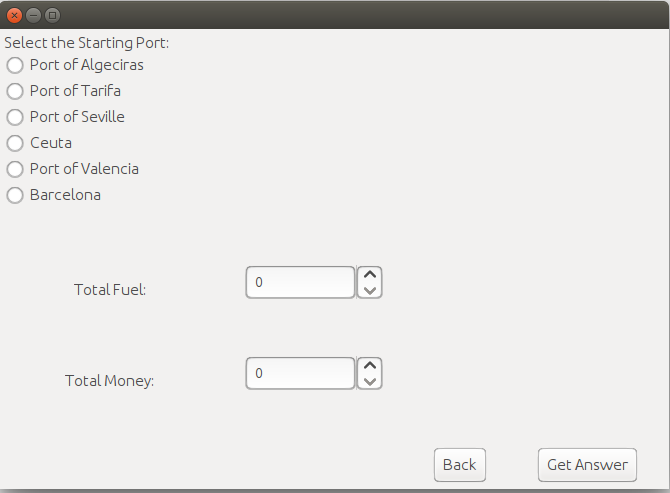 Select the Starting Port:
Port of Algeciras
Port of Tarifa
Port of Seville
Ceuta
Port of Valencia
Barcelona
Total Fuel: 0
Total Money: 0
Back Get Answer